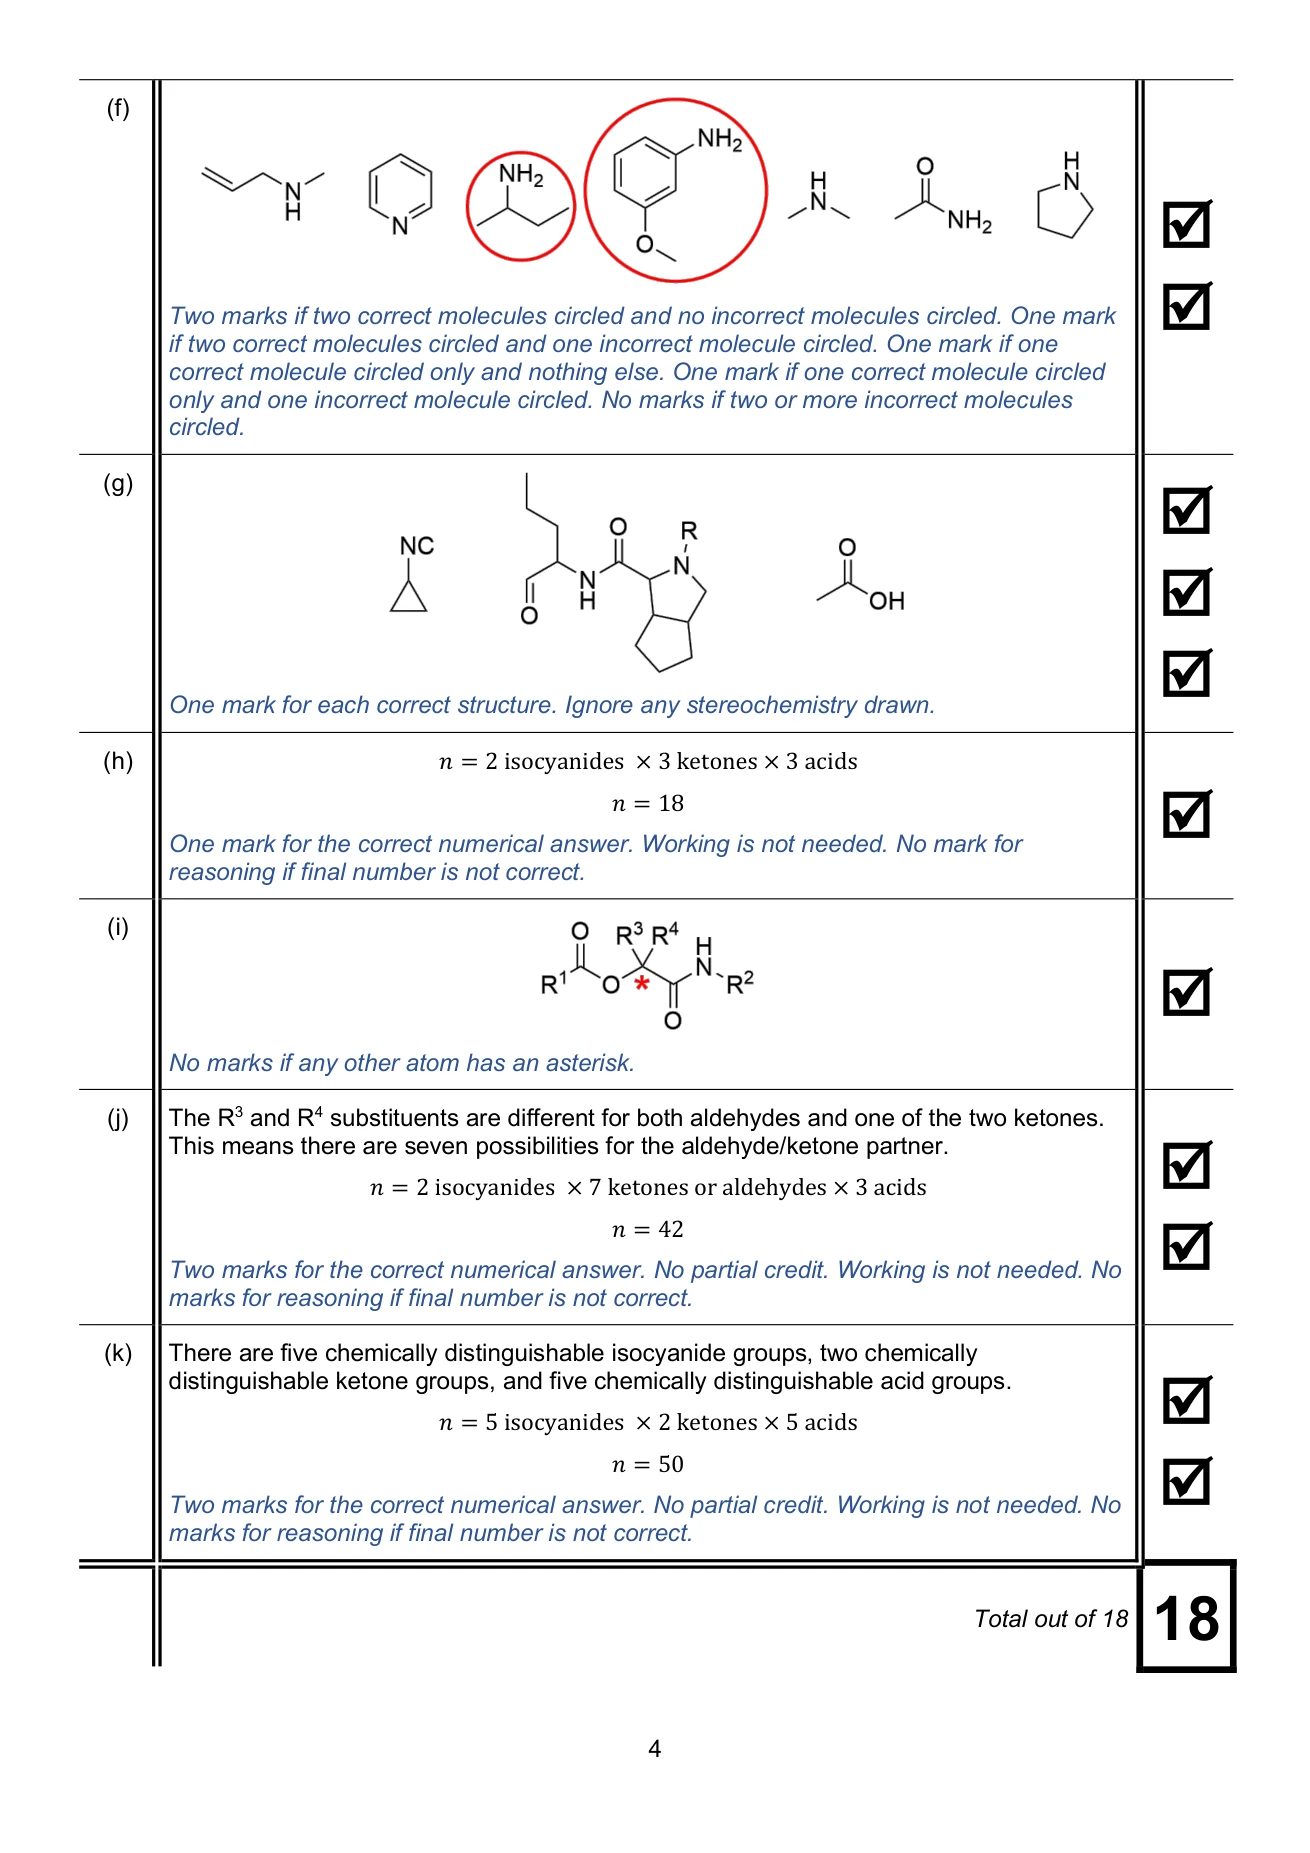 (f)
NH2
NH2
N
H
N
O
H
N
O
NH2
H
N
Two marks if two correct molecules circled and no incorrect molecules circled. One mark
if two correct molecules circled and one incorrect molecule circled. One mark if one
correct molecule circled only and nothing else. One mark if one correct molecule circled
only and one incorrect molecule circled. No marks if two or more incorrect molecules
circled.
(g)
NC
O
N
H
O
R
N
O
OH
One mark for each correct structure. Ignore any stereochemistry drawn.
(h)
n = 2 isocyanides × 3 ketones × 3 acids
n = 18
One mark for the correct numerical answer. Working is not needed. No mark for
reasoning if final number is not correct.
(i)
O R³ R⁴ H
R¹ O * N R²
O
No marks if any other atom has an asterisk.
(j)
The R³ and R⁴ substituents are different for both aldehydes and one of the two ketones.
This means there are seven possibilities for the aldehyde/ketone partner.
n = 2 isocyanides × 7 ketones or aldehydes × 3 acids
n = 42
Two marks for the correct numerical answer. No partial credit. Working is not needed. No
marks for reasoning if final number is not correct.
(k)
There are five chemically distinguishable isocyanide groups, two chemically
distinguishable ketone groups, and five chemically distinguishable acid groups.
n = 5 isocyanides × 2 ketones × 5 acids
n = 50
Two marks for the correct numerical answer. No partial credit. Working is not needed. No
marks for reasoning if final number is not correct.
Total out of 18
18
4